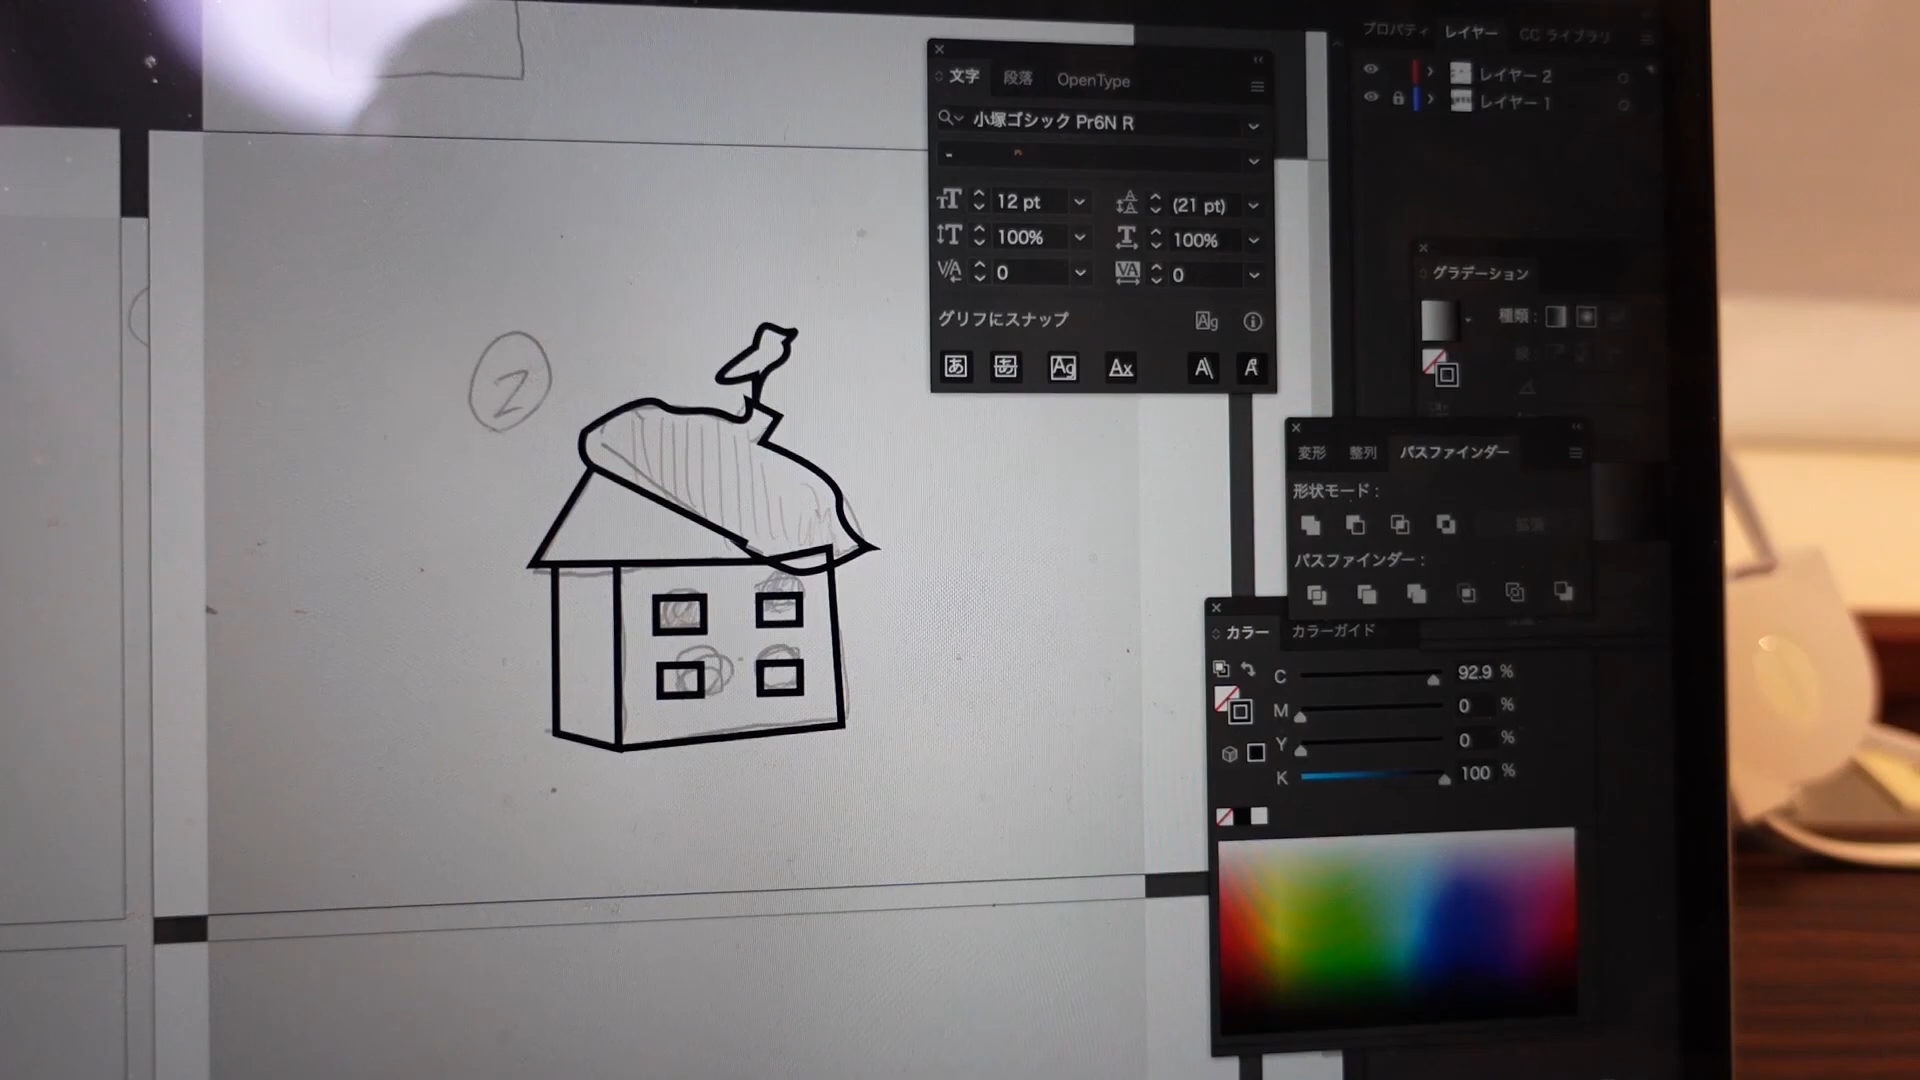 プロパティ レイヤー CC ライブラリ
レイヤー 2
レイヤー 1
文字 段落 OpenType
小塚ゴシック Pr6N R
-
12 pt (21 pt)
100% 100%
0 0
グリフにスナップ
グラデーション
種類：
2
変形 整列 パスファインダー
形状モード：
拡張
パスファインダー：
カラー カラーガイド
C 92.9 %
M 0 %
Y 0 %
K 100 %